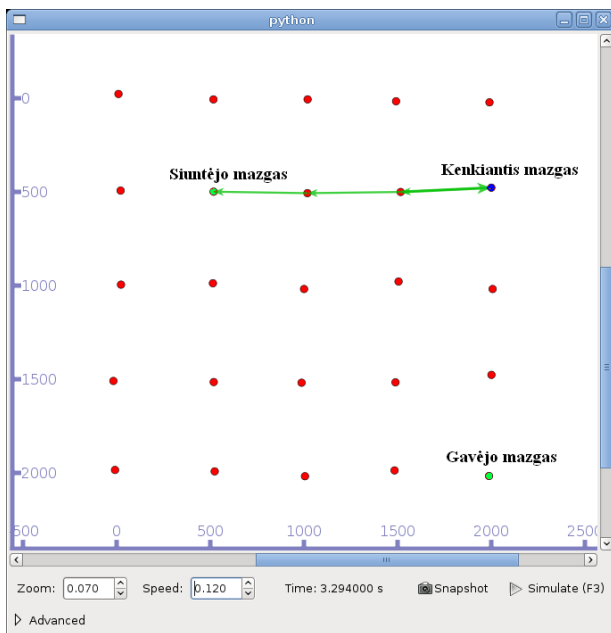 python
0
Siuntėjo mazgas
Kenkiantis mazgas
500
1000
1500
Gavėjo mazgas
2000
500 0 500 1000 1500 2000 2500
Zoom: 0.070 Speed: 0.120 Time: 3.294000 s Snapshot Simulate (F3)
Advanced